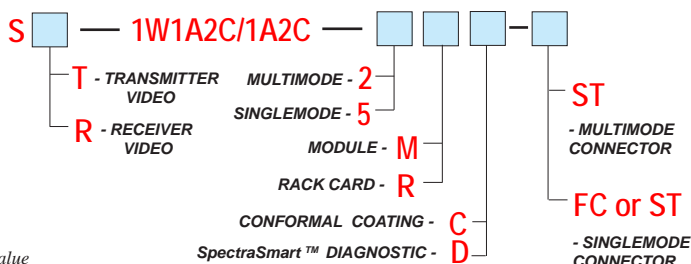 S — 1W1A2C/1A2C — -
T - TRANSMITTER
VIDEO
R - RECEIVER
VIDEO
MULTIMODE - 2
SINGLEMODE - 5
MODULE - M
RACK CARD - R
CONFORMAL COATING - C
SpectraSmart ™ DIAGNOSTIC - D
ST
- MULTIMODE
CONNECTOR
FC or ST
- SINGLEMODE
CONNECTOR
alue